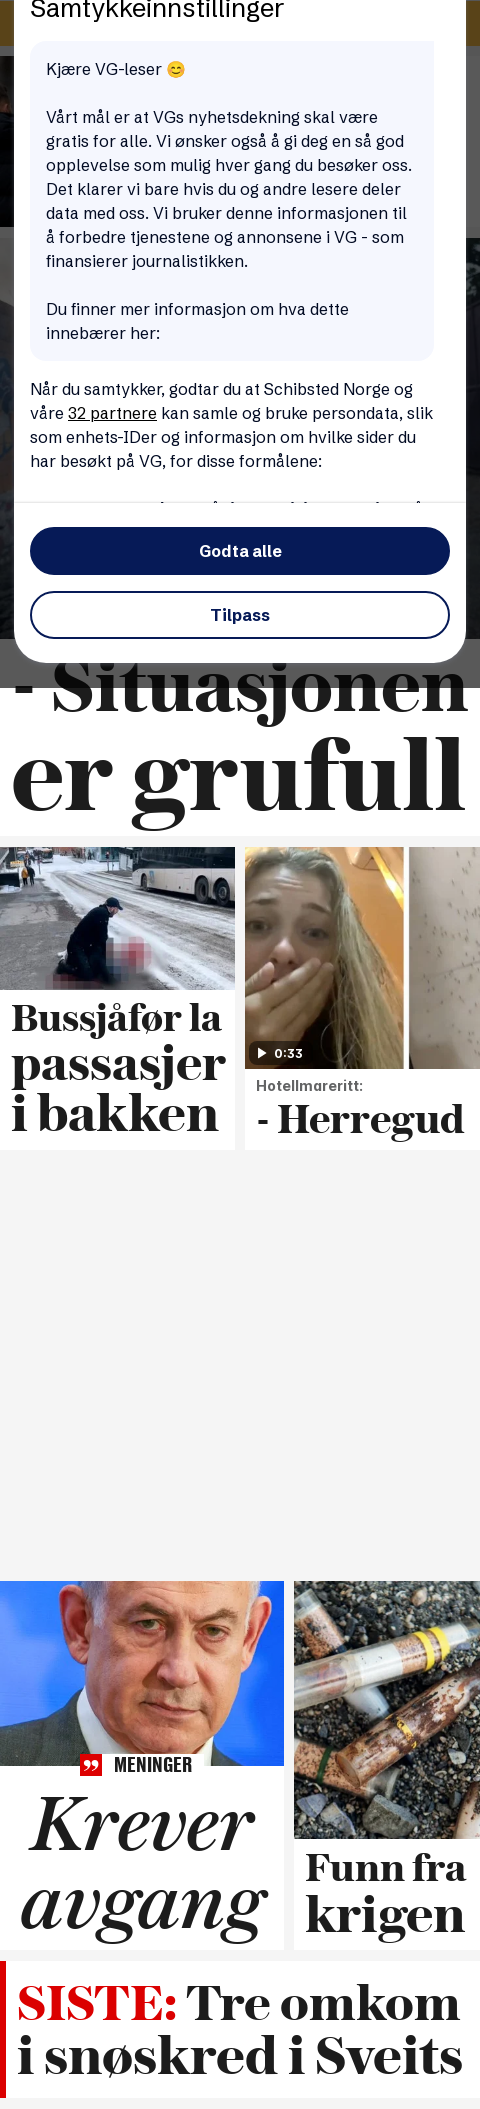 Samtykkeinnstillinger
Kjære VG-leser 😊
Vårt mål er at VGs nyhetsdekning skal være
gratis for alle. Vi ønsker også å gi deg en så god
opplevelse som mulig hver gang du besøker oss.
Det klarer vi bare hvis du og andre lesere deler
data med oss. Vi bruker denne informasjonen til
å forbedre tjenestene og annonsene i VG - som
finansierer journalistikken.
Du finner mer informasjon om hva dette
innebærer her:
Når du samtykker, godtar du at Schibsted Norge og
våre 32 partnere kan samle og bruke persondata, slik
som enhets-IDer og informasjon om hvilke sider du
har besøkt på VG, for disse formålene:
Godta alle
Tilpass
- Situasjonen
er grufull
Bussjåfør la
passasjer
i bakken
0:33
Hotellmareritt:
- Herregud
MENINGER
Krever
avgang
Funn fra
krigen
SISTE: Tre omkom
i snøskred i Sveits